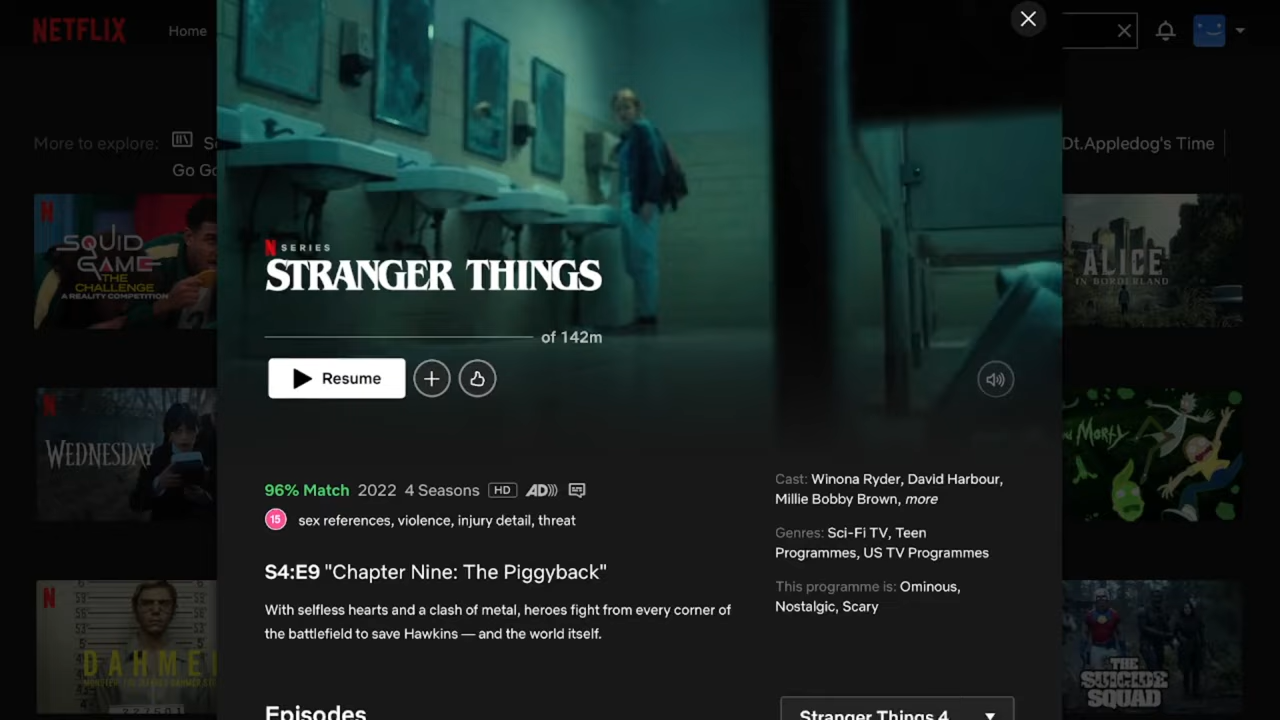 NETFLIX
Home
More to explore:
Go Go
Dt.Appledog's Time
N SERIES
STRANGER THINGS
of 142m
Resume
96% Match 2022 4 Seasons HD AD
15 sex references, violence, injury detail, threat
S4:E9 "Chapter Nine: The Piggyback"
With selfless hearts and a clash of metal, heroes fight from every corner of
the battlefield to save Hawkins — and the world itself.
Cast: Winona Ryder, David Harbour,
Millie Bobby Brown, more
Genres: Sci-Fi TV, Teen
Programmes, US TV Programmes
This programme is: Ominous,
Nostalgic, Scary
Episodes
Stranger Things 4
N
SQUID
GAME
THE
CHALLENGE
A REALITY COMPETITION
ALICE
IN BORDERLAND
N
WEDNESDAY
Morty
N
DAHMER
THE
SUICIDE
SQUAD